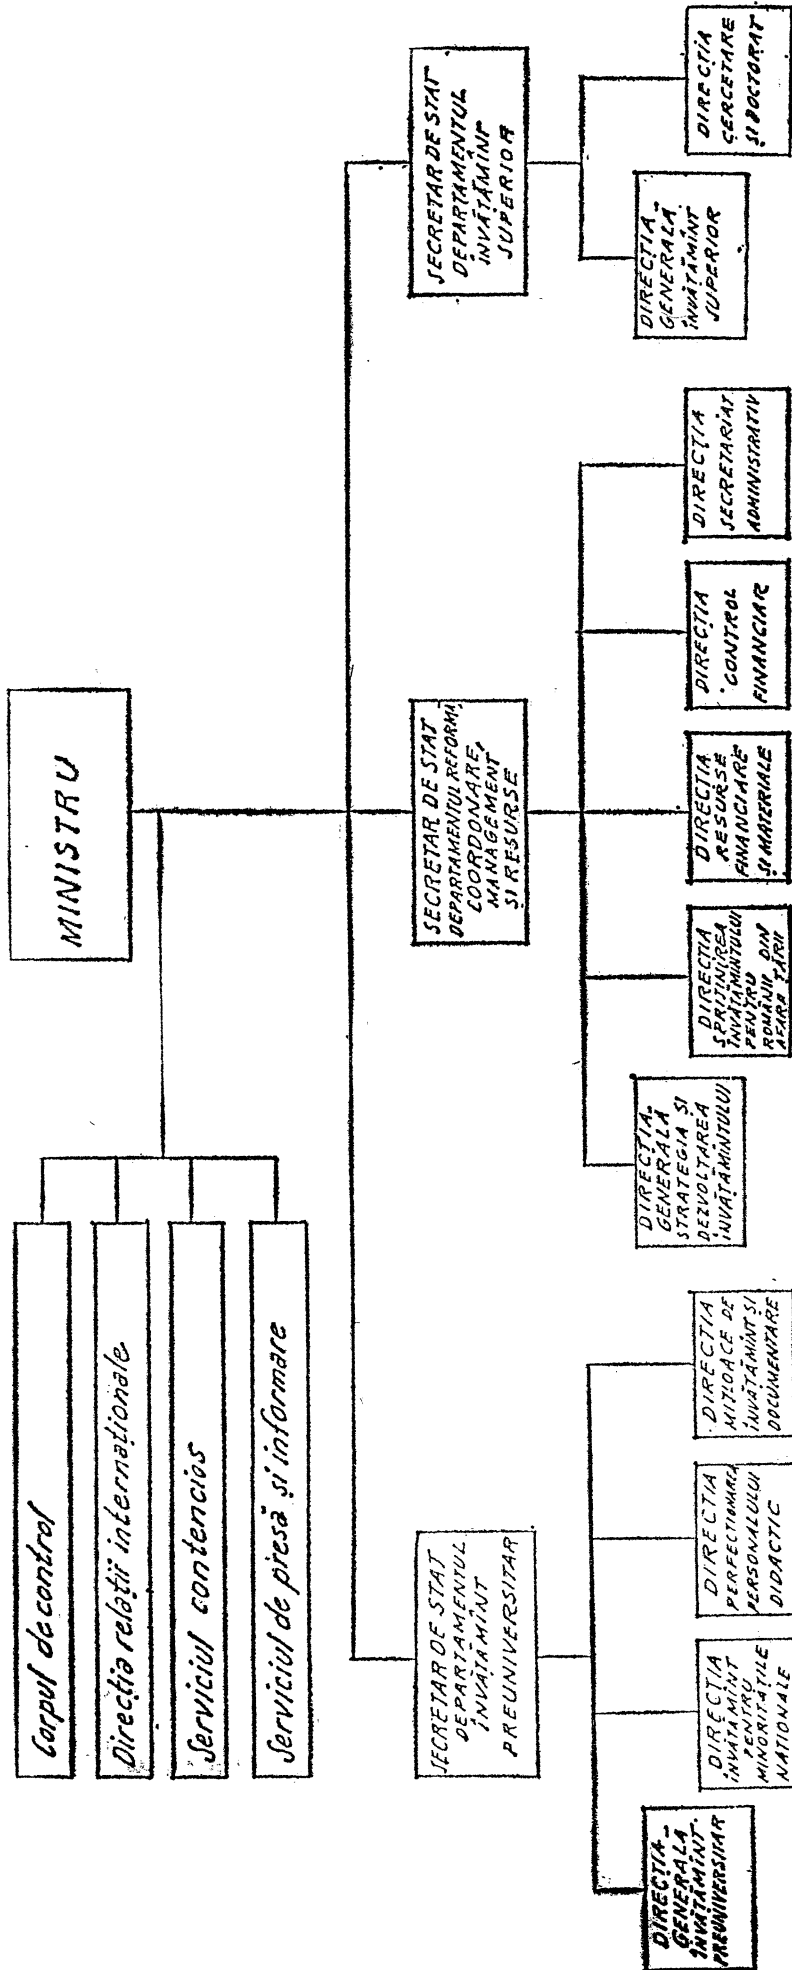 MINISTRU
Corpul de control
Direcția relații internaționale
Serviciul contencios
Serviciul de presă și informare
SECRETAR DE STAT
DEPARTAMENTUL
ÎNVĂȚĂMÎNT
PREUNIVERSITAR
SECRETAR DE STAT
DEPARTAMENTUL REFORMĂ,
COORDONARE,
MANAGEMENT
ȘI RESURSE
SECRETAR DE STAT
DEPARTAMENTUL
ÎNVĂȚĂMÎNT
SUPERIOR
DIRECȚIA
GENERALĂ
ÎNVĂȚĂMÎNT
PREUNIVERSITAR
DIRECȚIA
ÎNVĂȚĂMÎNT
PENTRU
MINORITĂȚILE
NAȚIONALE
DIRECȚIA
PERFECȚIONAREA
PERSONALULUI
DIDACTIC
DIRECȚIA
MIJLOACE DE
ÎNVĂȚĂMÎNT ȘI
DOCUMENTARE
DIRECȚIA
GENERALĂ
STRATEGIA ȘI
DEZVOLTAREA
ÎNVĂȚĂMÎNTULUI
DIRECȚIA
SPRIJINIREA
ÎNVĂȚĂMÎNTULUI
PENTRU
ROMÂNII DIN
AFARA ȚĂRII
DIRECȚIA
RESURSE
FINANCIARE
ȘI MATERIALE
DIRECȚIA
CONTROL
FINANCIAR
DIRECȚIA
SECRETARIAT
ADMINISTRATIV
DIRECȚIA
GENERALĂ
ÎNVĂȚĂMÎNT
SUPERIOR
DIRECȚIA
CERCETARE
ȘI DOCTORAT